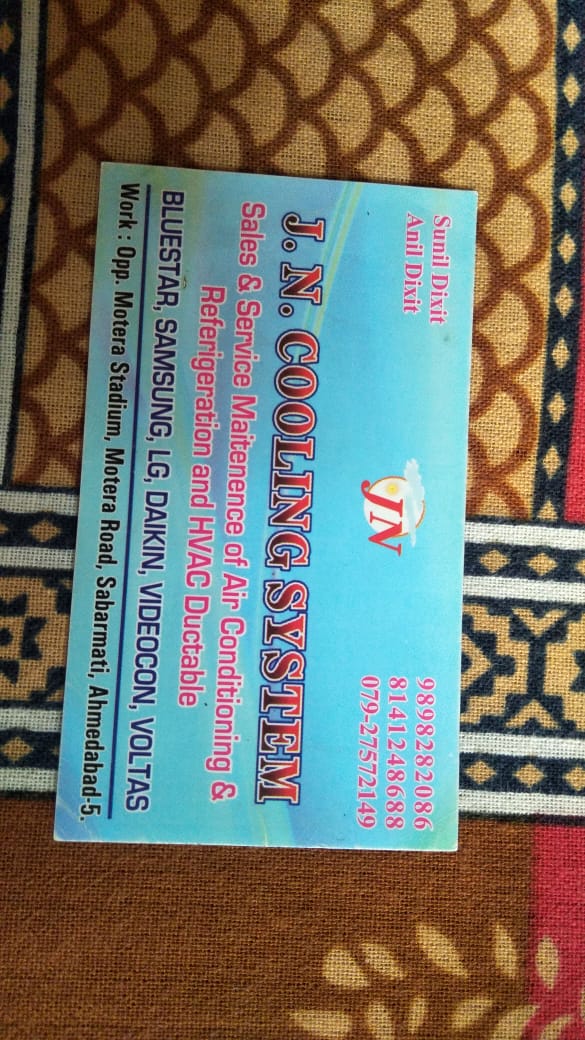 Sunil Dixit
Anil Dixit
9898282086
8141248688
079-27572149
JN
J. N. COOLING SYSTEM
Sales & Service Maitenence of Air Conditioning &
Referigeration and HVAC Ductable
BLUESTAR, SAMSUNG, LG, DAIKIN, VIDEOCON, VOLTAS
Work : Opp. Motera Stadium, Motera Road, Sabarmati, Ahmedabad-5.